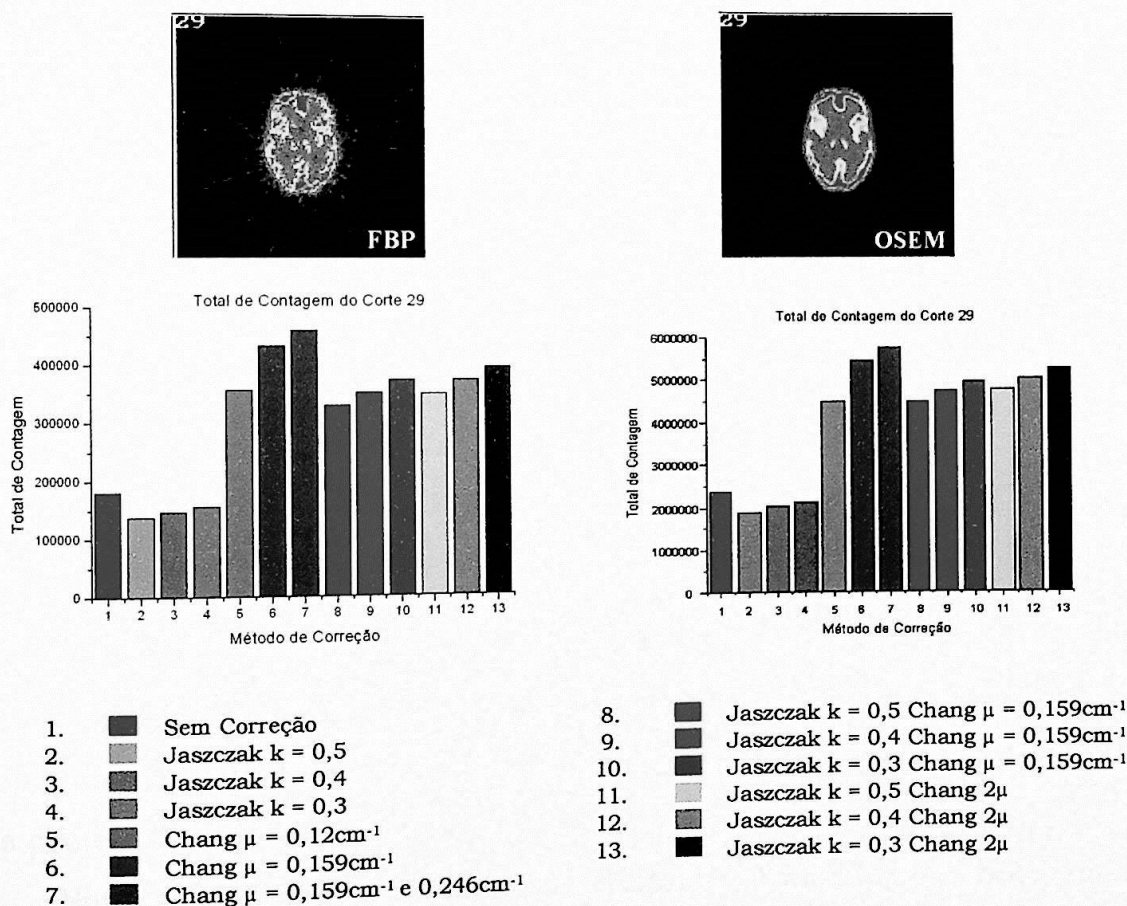 29
FBP
29
OSEM
Total de Contagem do Corte 29
500000
400000
300000
200000
100000
0
Total de Contagem
1 2 3 4 5 6 7 8 9 10 11 12 13
Método de Correção
Total do Contagem do Corte 29
6000000
5000000
4000000
3000000
2000000
1000000
0
Total de Contagem
1 2 3 4 5 6 7 8 9 10 11 12 13
Método de Correção
1. Sem Correção
2. Jaszczak k = 0,5
3. Jaszczak k = 0,4
4. Jaszczak k = 0,3
5. Chang μ = 0,12cm⁻¹
6. Chang μ = 0,159cm⁻¹
7. Chang μ = 0,159cm⁻¹ e 0,246cm⁻¹
8. Jaszczak k = 0,5 Chang μ = 0,159cm⁻¹
9. Jaszczak k = 0,4 Chang μ = 0,159cm⁻¹
10. Jaszczak k = 0,3 Chang μ = 0,159cm⁻¹
11. Jaszczak k = 0,5 Chang 2μ
12. Jaszczak k = 0,4 Chang 2μ
13. Jaszczak k = 0,3 Chang 2μ